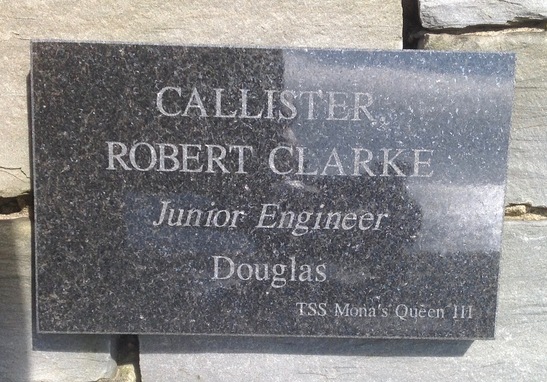 CALLISTER
ROBERT CLARKE
Junior Engineer
Douglas
TSS Mona's Queen III